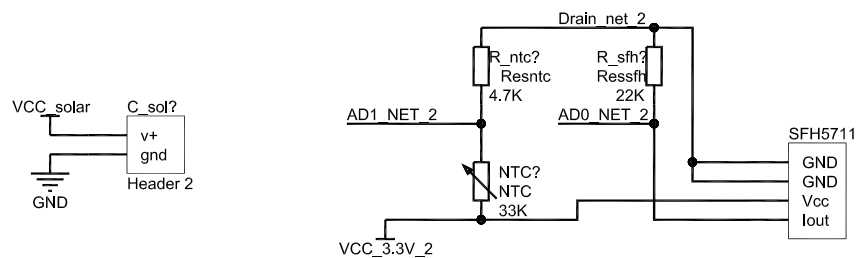 Drain_net_2
R_ntc?
Resntc
4.7K
R_sfh?
Ressfh
22K
VCC_solar
C_sol?
v+
gnd
Header 2
GND
AD1_NET_2
AD0_NET_2
SFH5711
GND
GND
Vcc
Iout
NTC?
NTC
33K
VCC_3.3V_2